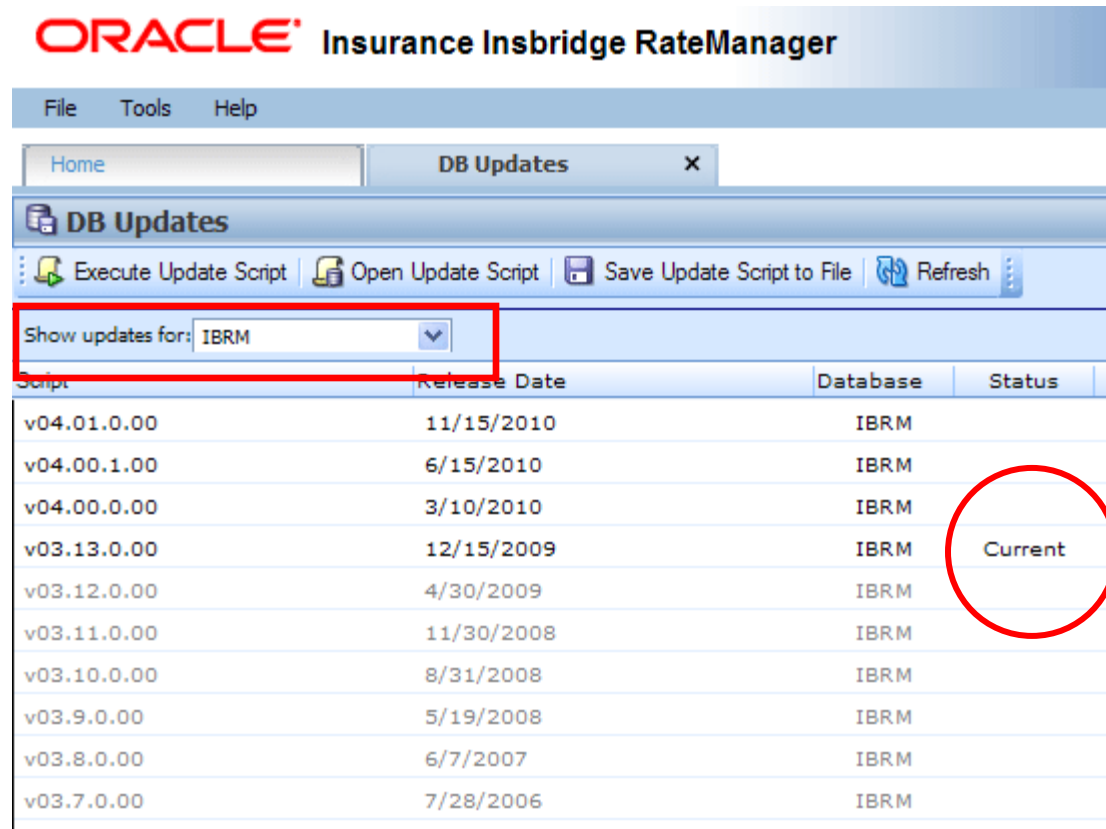 ORACLE Insurance Insbridge RateManager
File Tools Help
Home DB Updates ×
DB Updates
Execute Update Script Open Update Script Save Update Script to File Refresh
Show updates for: IBRM
Script Release Date Database Status
v04.01.0.00 11/15/2010 IBRM
v04.00.1.00 6/15/2010 IBRM
v04.00.0.00 3/10/2010 IBRM
v03.13.0.00 12/15/2009 IBRM Current
v03.12.0.00 4/30/2009 IBRM
v03.11.0.00 11/30/2008 IBRM
v03.10.0.00 8/31/2008 IBRM
v03.9.0.00 5/19/2008 IBRM
v03.8.0.00 6/7/2007 IBRM
v03.7.0.00 7/28/2006 IBRM